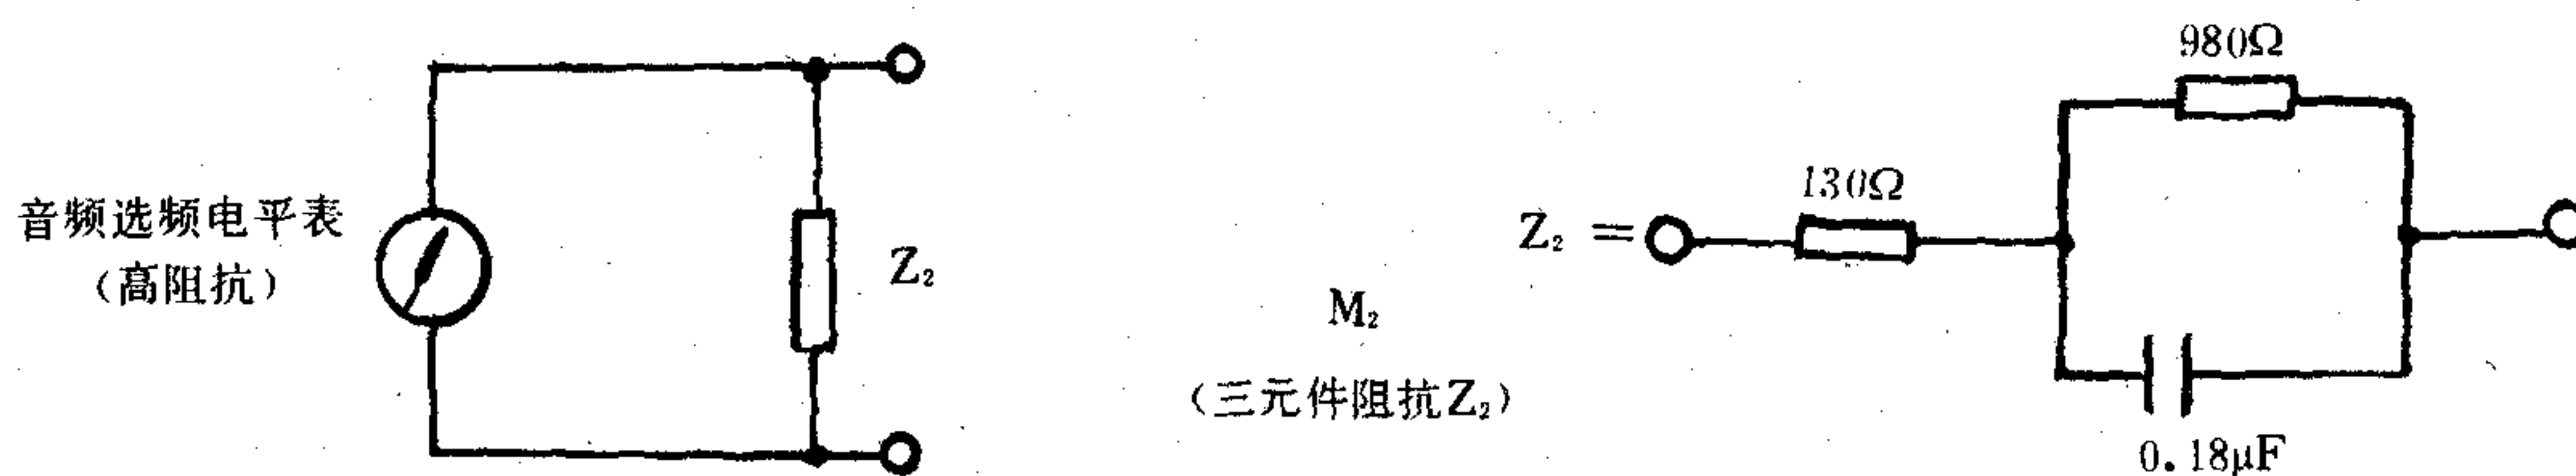 音频选频电平表
（高阻抗）
Z₂
M₂
（三元件阻抗Z₂）
Z₂ =
130Ω
980Ω
0.18μF